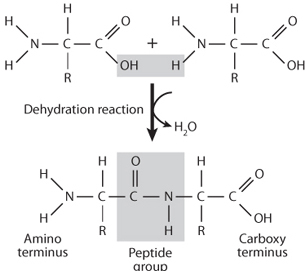 H H
O O
H H
N C C + N C C
H OH H OH
R R
Dehydration reaction
H₂O
H O H
H O
N C C N C C
H R H R OH
Amino terminus
Peptide group
Carboxy terminus